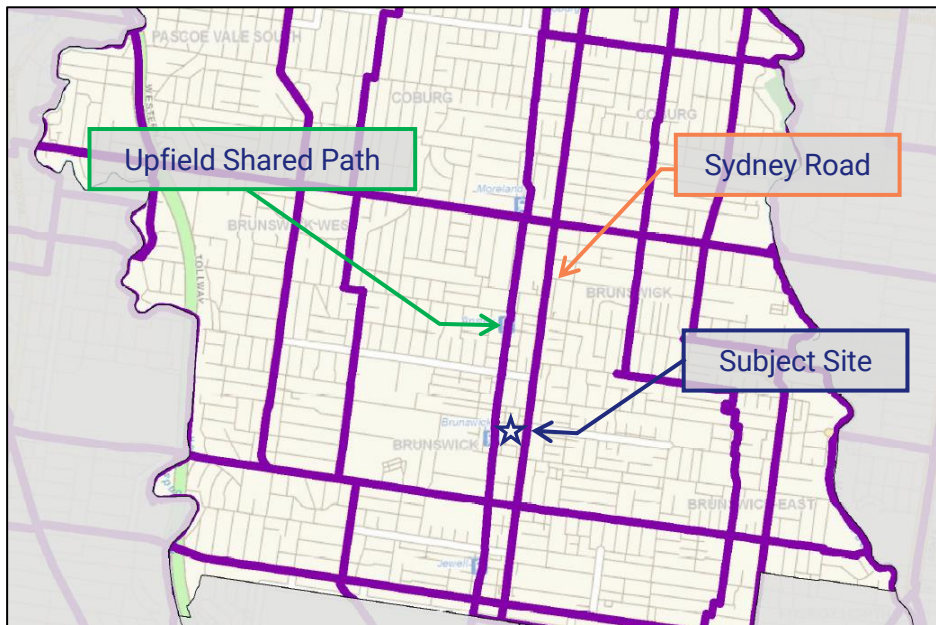 PASCOE VALE SOUTH
COBURG
COBURG
Upfield Shared Path
Sydney Road
Moreland
BRUNSWICK WEST
TOLLWAY
BRUNSWICK
Subject Site
Brunswick
BRUNSWICK
BRUNSWICK EAST
Jewell